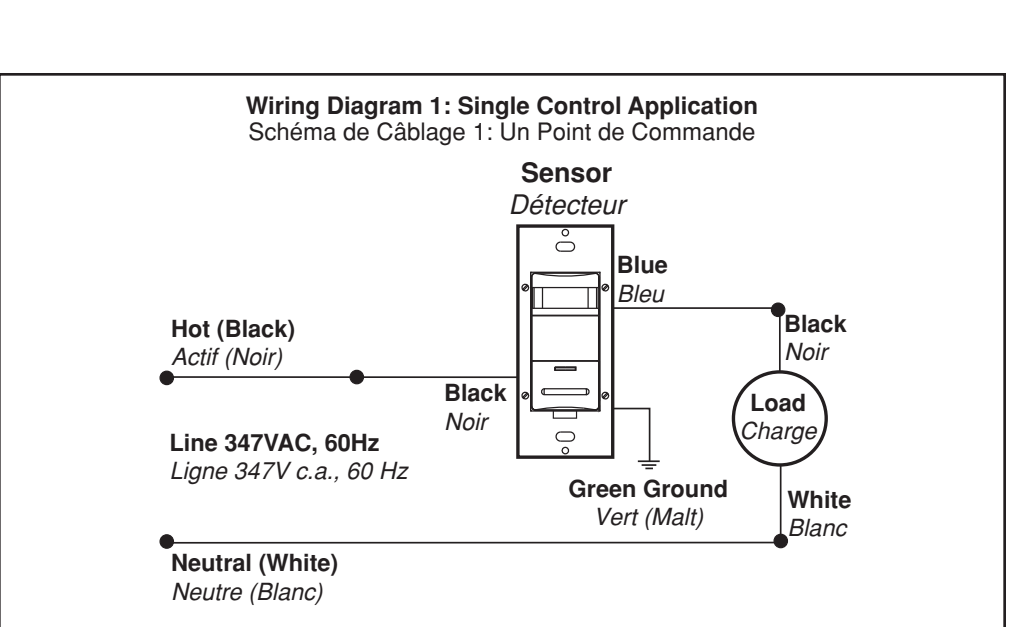 Wiring Diagram 1: Single Control Application
Schéma de Câblage 1: Un Point de Commande
Sensor
Détecteur
Blue
Bleu
Hot (Black)
Actif (Noir)
Black
Noir
Black
Noir
Load
Charge
Line 347VAC, 60Hz
Ligne 347V c.a., 60 Hz
Green Ground
Vert (Malt)
White
Blanc
Neutral (White)
Neutre (Blanc)